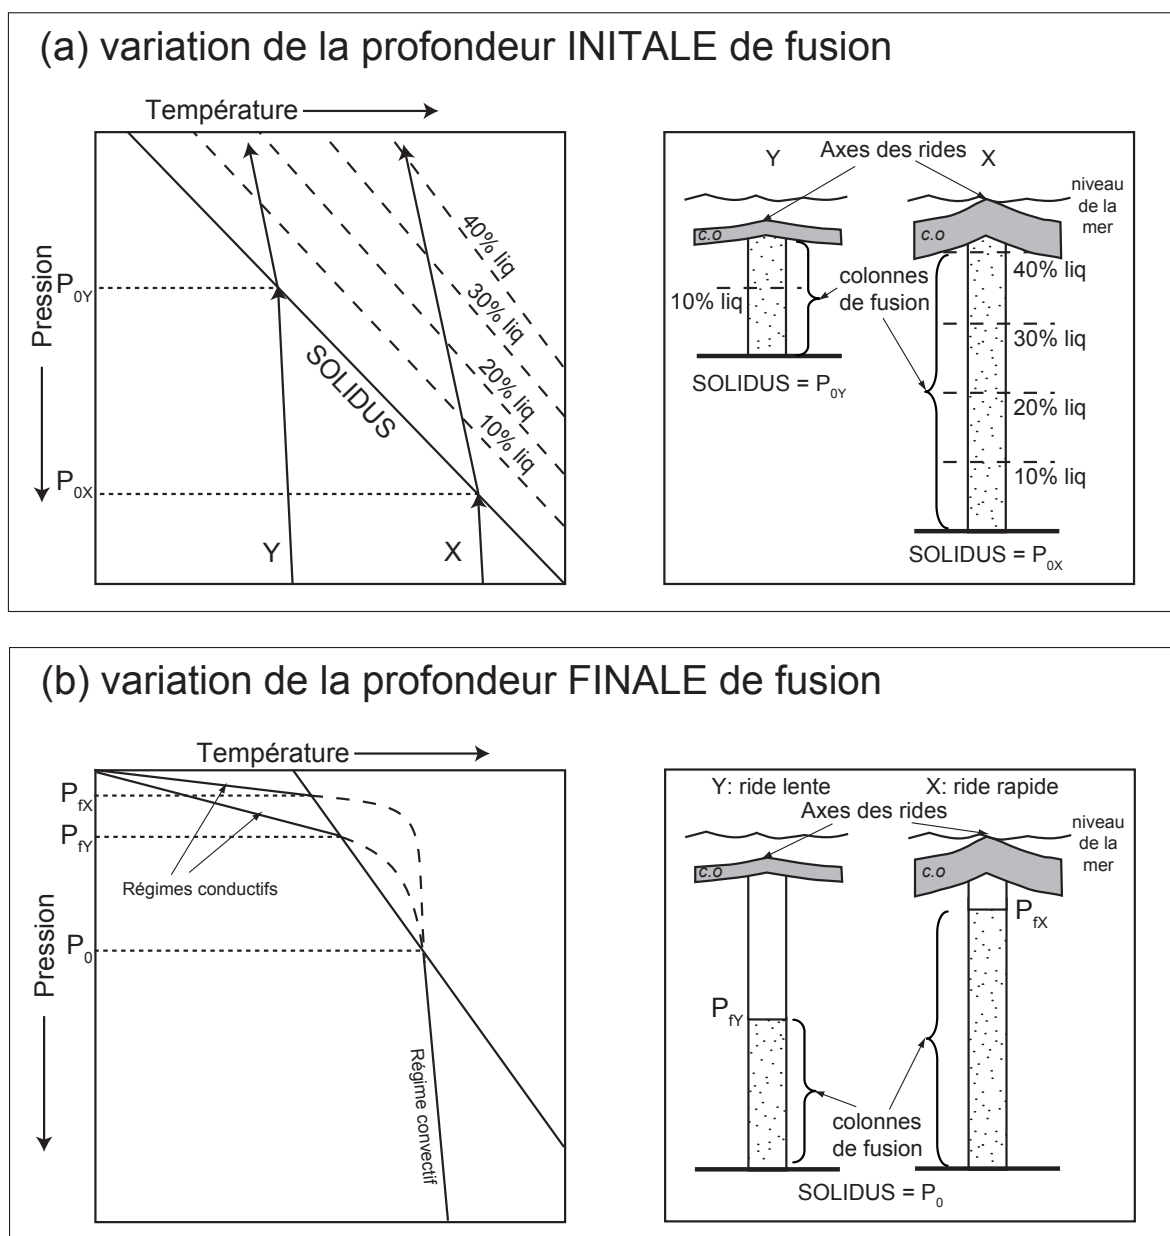 (a) variation de la profondeur INITALE de fusion
Température
Pression
P0Y
P0X
SOLIDUS
40% liq
30% liq
20% liq
10% liq
Y
X
Y
Axes des rides
X
niveau
de la
mer
c.o
c.o
colonnes
de fusion
10% liq
40% liq
30% liq
20% liq
10% liq
SOLIDUS = P0Y
SOLIDUS = P0X
(b) variation de la profondeur FINALE de fusion
Température
Pression
PfX
PfY
P0
Régimes conductifs
Régime convectif
Y: ride lente
X: ride rapide
Axes des rides
niveau
de la
mer
c.o
c.o
PfX
PfY
colonnes
de fusion
SOLIDUS = P0